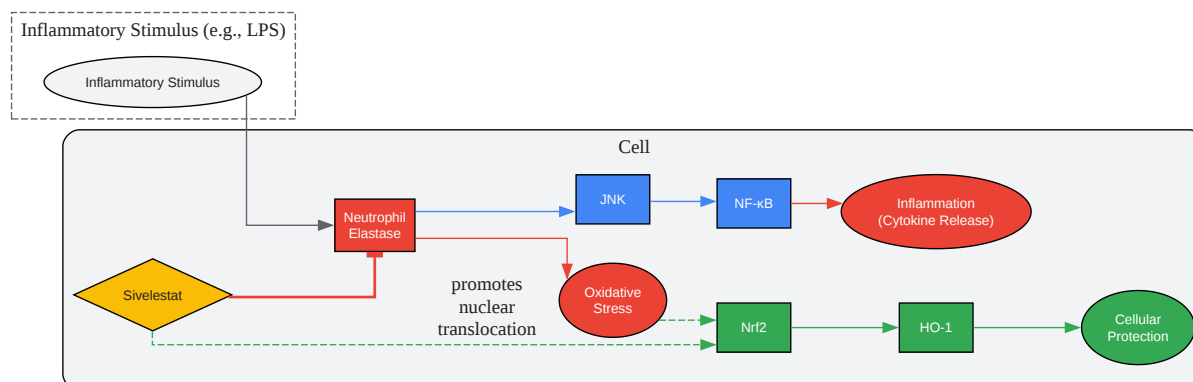 Inflammatory Stimulus (e.g., LPS)
Inflammatory Stimulus
Cell
JNK
NF-κB
Inflammation
(Cytokine Release)
Neutrophil
Elastase
Sivelestat
promotes
nuclear
translocation
Oxidative
Stress
Nrf2
HO-1
Cellular
Protection